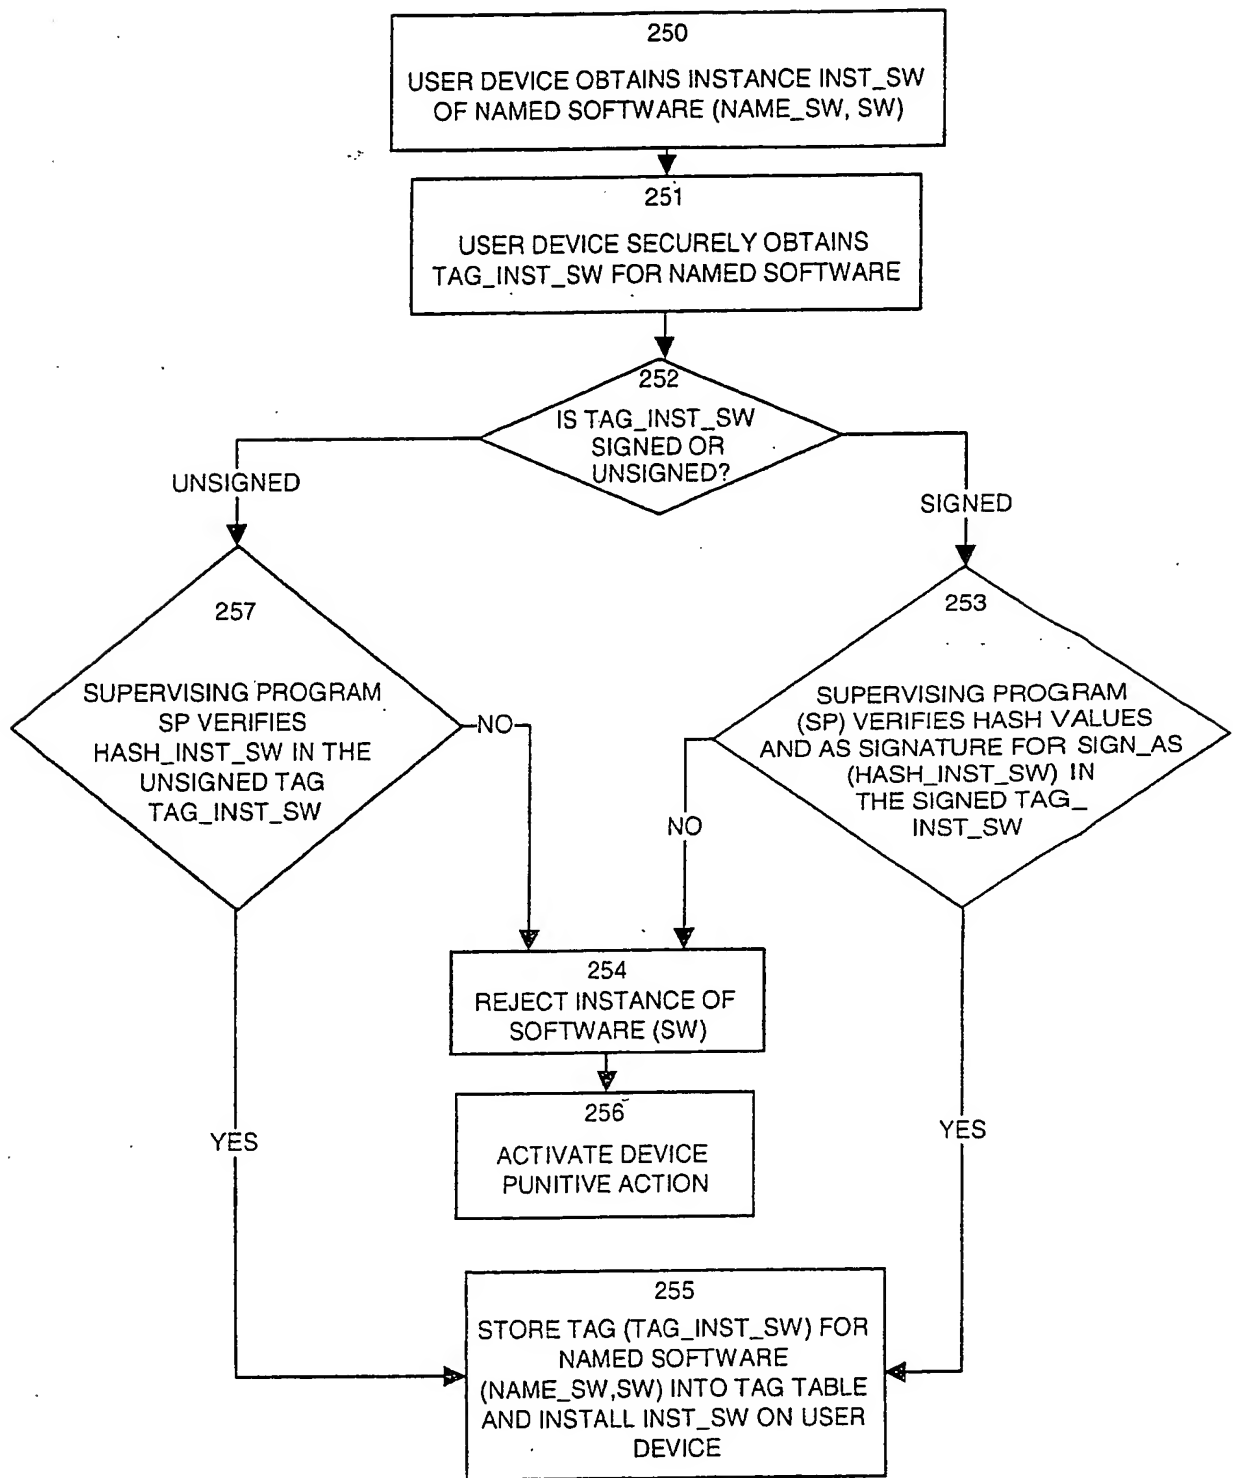 250
USER DEVICE OBTAINS INSTANCE INST_SW
OF NAMED SOFTWARE (NAME_SW, SW)
251
USER DEVICE SECURELY OBTAINS
TAG_INST_SW FOR NAMED SOFTWARE
252
IS TAG_INST_SW
SIGNED OR
UNSIGNED?
UNSIGNED
SIGNED
257
SUPERVISING PROGRAM
SP VERIFIES
HASH_INST_SW IN THE
UNSIGNED TAG
TAG_INST_SW
NO
253
SUPERVISING PROGRAM
(SP) VERIFIES HASH VALUES
AND AS SIGNATURE FOR SIGN_AS
(HASH_INST_SW) IN
THE SIGNED TAG_
INST_SW
NO
254
REJECT INSTANCE OF
SOFTWARE (SW)
256
ACTIVATE DEVICE
PUNITIVE ACTION
YES
YES
255
STORE TAG (TAG_INST_SW) FOR
NAMED SOFTWARE
(NAME_SW,SW) INTO TAG TABLE
AND INSTALL INST_SW ON USER
DEVICE